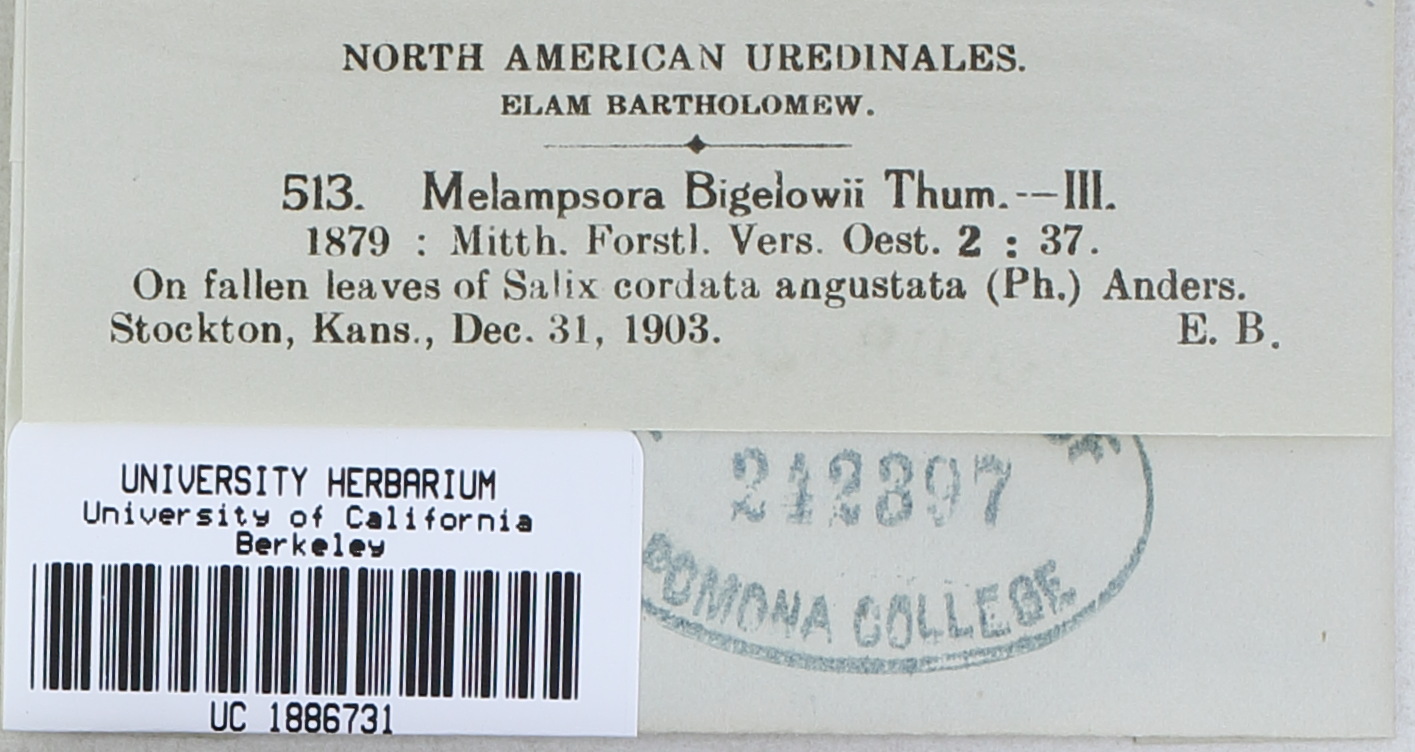 NORTH AMERICAN UREDINALES.
ELAM BARTHOLOMEW.
513. Melampsora Bigelowii Thum.—III.
1879 : Mitth. Forstl. Vers. Oest. 2 : 37.
On fallen leaves of Salix cordata angustata (Ph.) Anders.
Stockton, Kans., Dec. 31, 1903. E. B.
242897
POMONA COLLEGE
UNIVERSITY HERBARIUM
University of California
Berkeley
UC 1886731